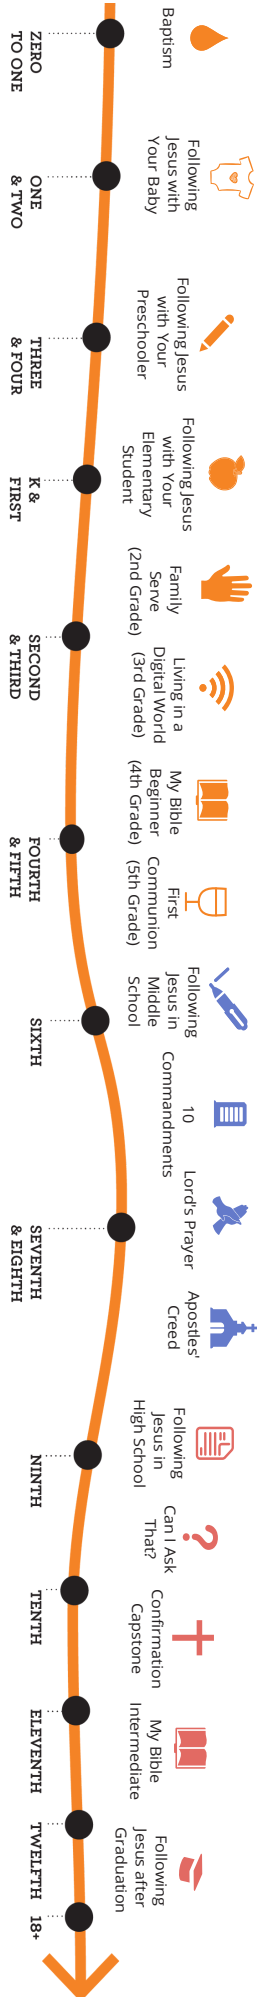 Baptism
Following
Jesus with
Your Baby
Following Jesus
with Your
Preschooler
Following Jesus
with Your
Elementary
Student
Family
Serve
(2nd Grade)
Living in a
Digital World
(3rd Grade)
My Bible
Beginner
(4th Grade)
First
Communion
(5th Grade)
Following
Jesus in
Middle
School
10
Commandments
Lord's Prayer
Apostles'
Creed
Following
Jesus in
High School
Can I Ask
That?
Confirmation
Capstone
My Bible
Intermediate
Following
Jesus after
Graduation
ZERO
TO ONE
ONE
& TWO
THREE
& FOUR
K &
FIRST
SECOND
& THIRD
FOURTH
& FIFTH
SIXTH
SEVENTH
& EIGHTH
NINTH
TENTH
ELEVENTH
TWELFTH
18+